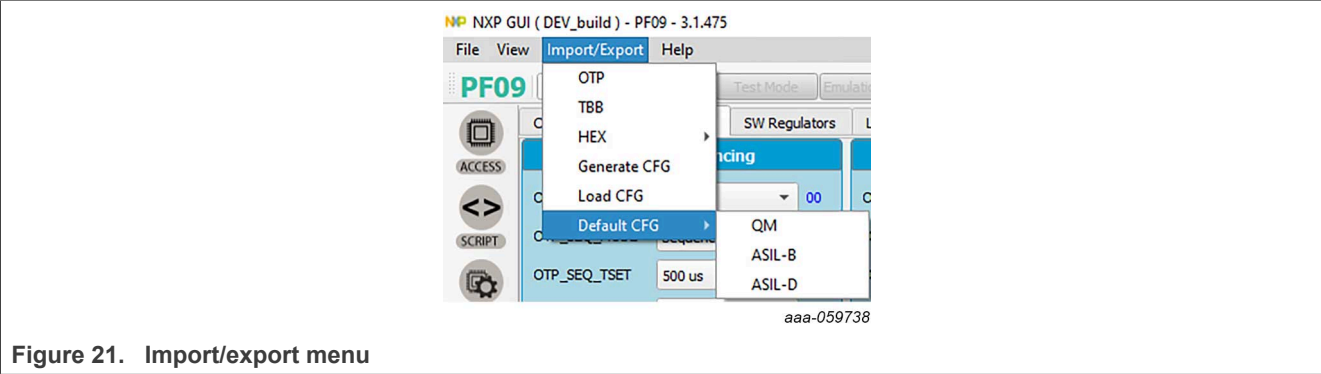 NXP NXP GUI ( DEV_build ) - PF09 - 3.1.475
File View Import/Export Help
PF09 Test Mode
OTP
TBB
SW Regulators
HEX
ACCESS
Generate CFG
Load CFG
00
Default CFG
QM
SCRIPT
ASIL-B
OTP_SEQ_TSET 500 us
ASIL-D
aaa-059738
Figure 21. Import/export menu